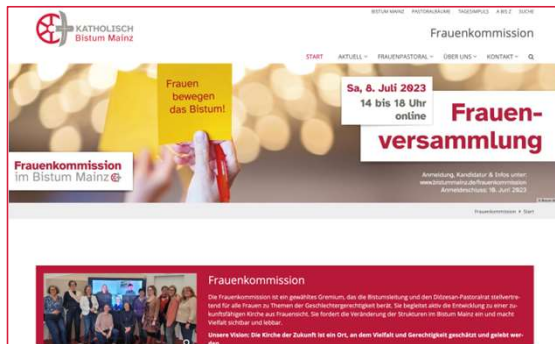 BISTUM MAINZ PASTORALRÄUME TAGESIMPULS A BIS Z SUCHE
KATHOLISCH
Bistum Mainz
Frauenkommission
START AKTUELL FRAUENPASTORAL ÜBER UNS KONTAKT
Frauen
bewegen
das Bistum!
Sa, 8. Juli 2023
14 bis 18 Uhr
online
Frauen-
versammlung
Frauenkommission
im Bistum Mainz
Anmeldung, Kandidatur & Infos unter:
www.bistummainz.de/frauenkommission
Anmeldeschluss: 18. Juni 2023
Frauenkommission > Start
Frauenkommission
Die Frauenkommission ist ein gewähltes Gremium, das die Bistumsleitung und den Diözesan-Pastoralrat stellvertre-
tend für alle Frauen zu Themen der Geschlechtergerechtigkeit berät. Sie begleitet aktiv die Entwicklung zu einer zu-
kunftsfähigen Kirche aus Frauensicht. Sie fordert die Veränderung der Strukturen im Bistum Mainz ein und macht
Vielfalt sichtbar und lebbar.
Unsere Vision: Die Kirche der Zukunft ist ein Ort, an dem Vielfalt und Gerechtigkeit geschätzt und gelebt wer-
den.